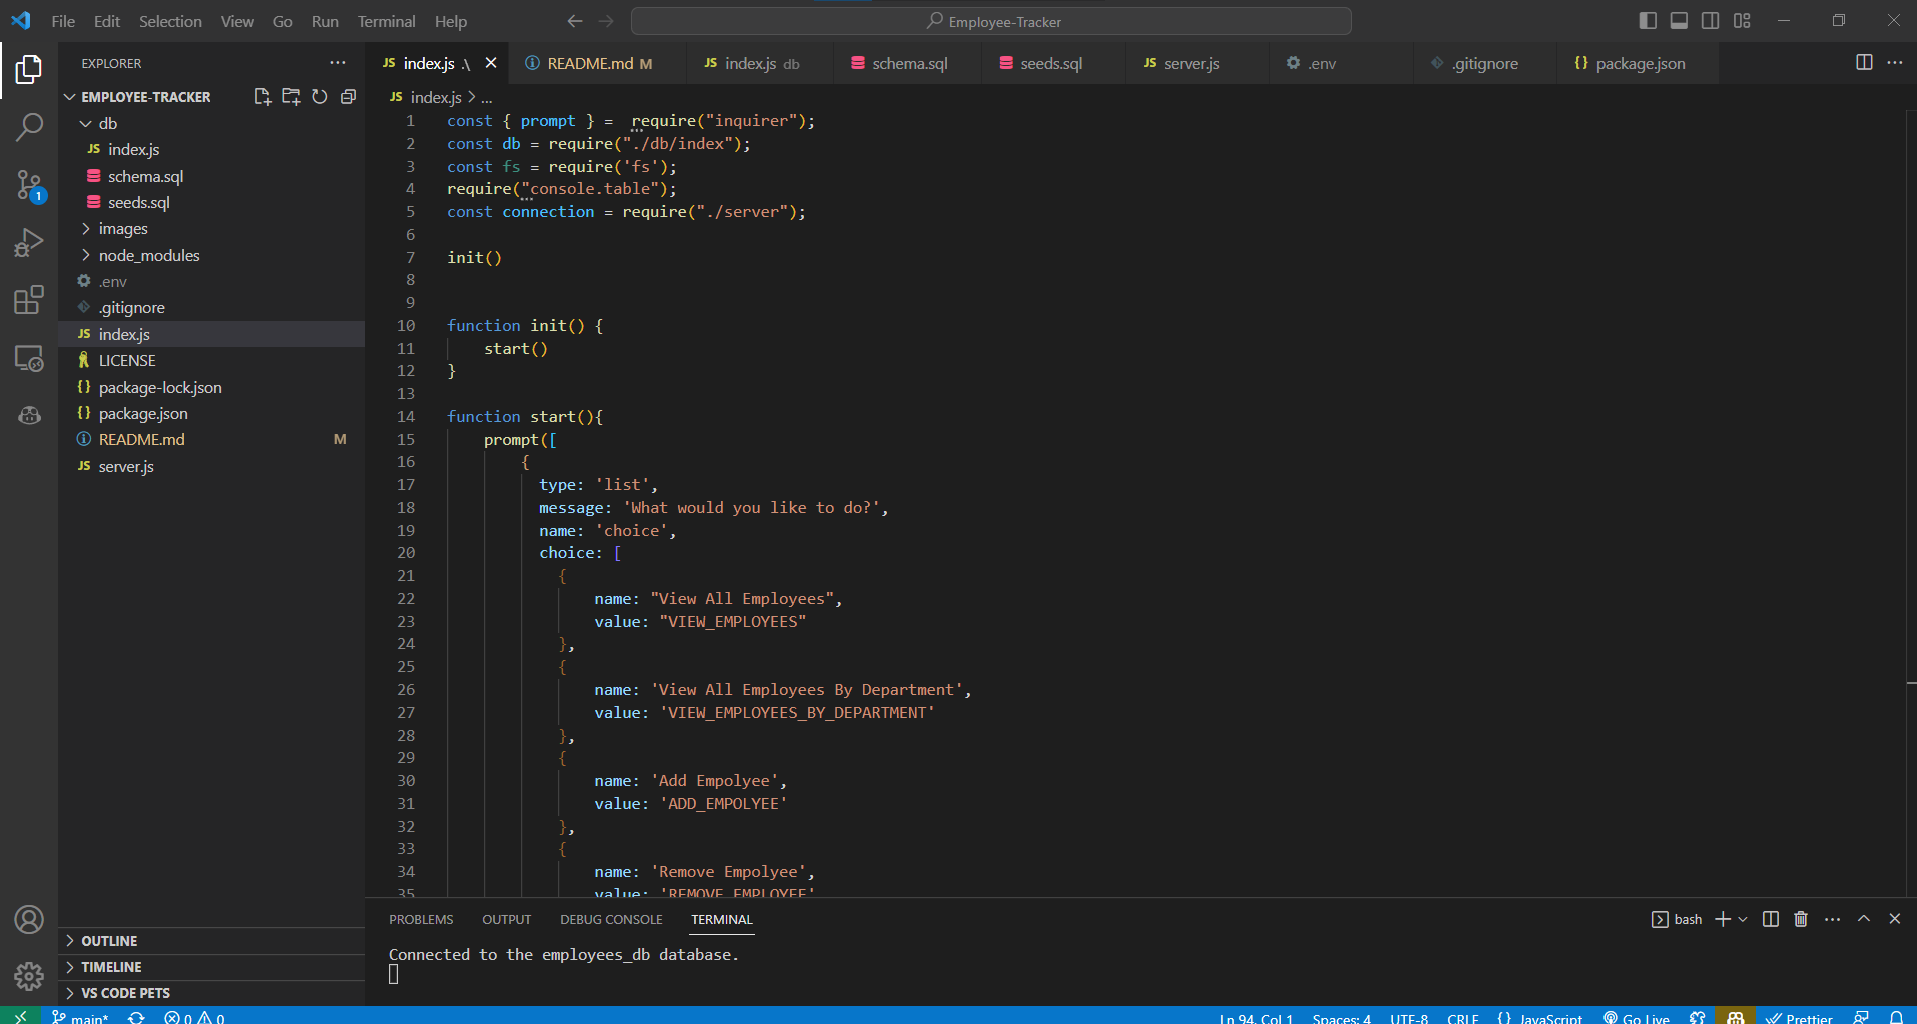 File Edit Selection View Go Run Terminal Help
Employee-Tracker
EXPLORER
EMPLOYEE-TRACKER
db
JS index.js
schema.sql
seeds.sql
images
node_modules
.env
.gitignore
JS index.js
LICENSE
{} package-lock.json
{} package.json
README.md M
JS server.js
OUTLINE
TIMELINE
VS CODE PETS
1
JS index.js .\
README.md M
JS index.js db
schema.sql
seeds.sql
JS server.js
.env
.gitignore
{} package.json
JS index.js > ...
1 const { prompt } =  require("inquirer");
2 const db = require("./db/index");
3 const fs = require('fs');
4 require("console.table");
5 const connection = require("./server");
6
7 init()
8
9
10 function init() {
11 start()
12 }
13
14 function start(){
15 prompt([
16 {
17 type: 'list',
18 message: 'What would you like to do?',
19 name: 'choice',
20 choice: [
21 {
22 name: "View All Employees",
23 value: "VIEW_EMPLOYEES"
24 },
25 {
26 name: 'View All Employees By Department',
27 value: 'VIEW_EMPLOYEES_BY_DEPARTMENT'
28 },
29 {
30 name: 'Add Empolyee',
31 value: 'ADD_EMPOLYEE'
32 },
33 {
34 name: 'Remove Empolyee',
35 value: 'REMOVE_EMPLOYEE'
PROBLEMS OUTPUT DEBUG CONSOLE TERMINAL
bash
Connected to the employees_db database.
main* 0 0
Ln 94, Col 1 Spaces: 4 UTF-8 CRLF {} JavaScript Go Live Prettier